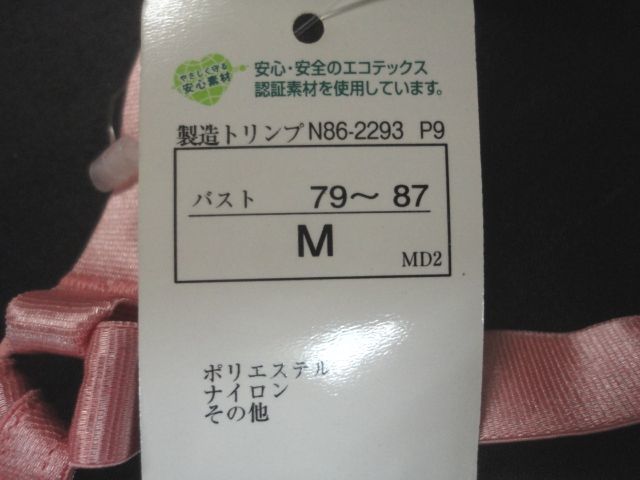 やさしく守る
安心素材
安心・安全のエコテックス
認証素材を使用しています。
製造トリンプ N86-2293 P9
バスト 79～87
M
MD2
ポリエステル
ナイロン
その他